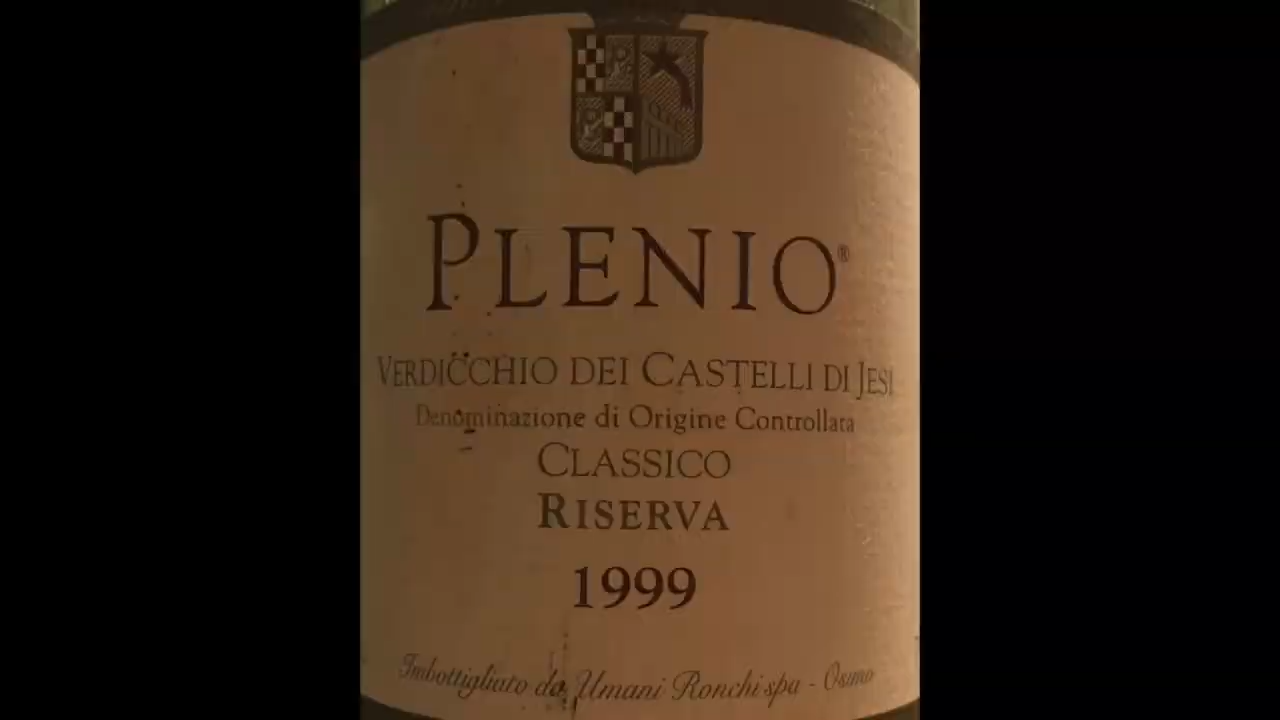 PLENIO®
VERDICCHIO DEI CASTELLI DI JESI
Denominazione di Origine Controllata
CLASSICO
RISERVA
1999
Imbottigliato da Umani Ronchi spa - Osimo